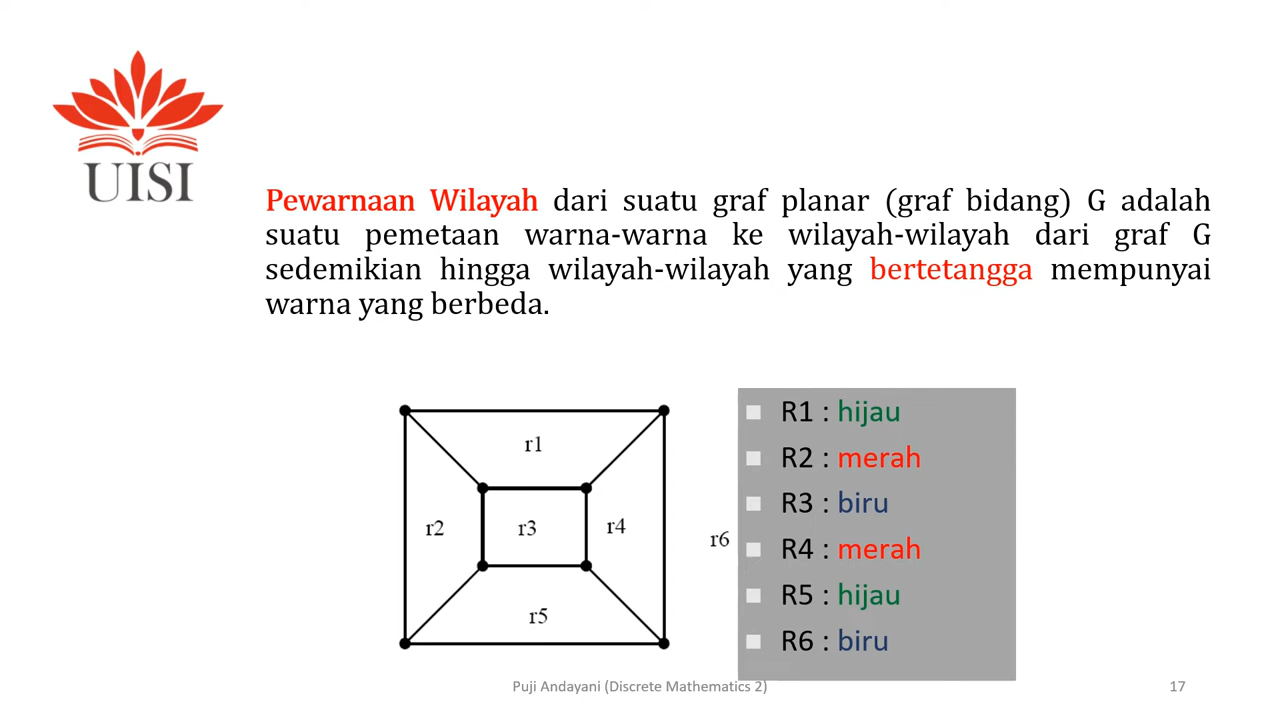 UISI
Pewarnaan Wilayah dari suatu graf planar (graf bidang) G adalah
suatu pemetaan warna-warna ke wilayah-wilayah dari graf G
sedemikian hingga wilayah-wilayah yang bertetangga mempunyai
warna yang berbeda.
r1
r2
r3
r4
r5
r6
R1 : hijau
R2 : merah
R3 : biru
R4 : merah
R5 : hijau
R6 : biru
Puji Andayani (Discrete Mathematics 2)
17